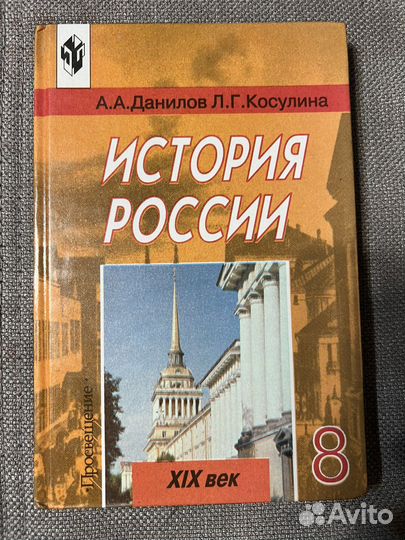 А.А.Данилов Л.Г.Косулина
ИСТОРИЯ
РОССИИ
·Просвещение·
XIX век
8
Avito